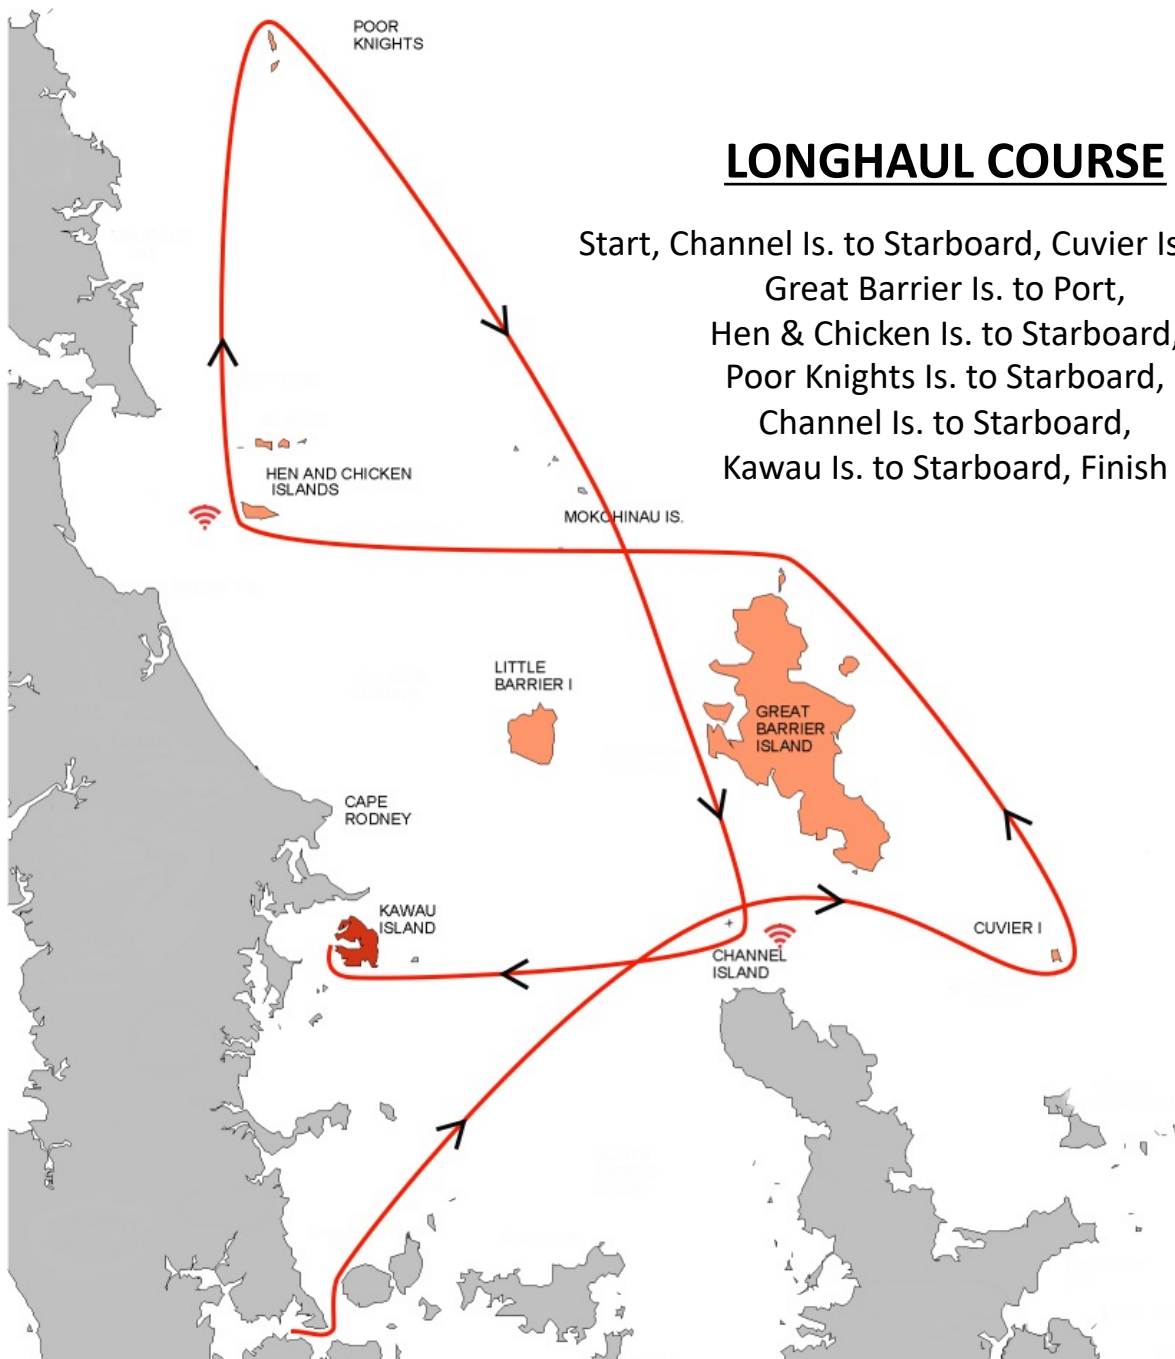 POOR
KNIGHTS
LONGHAUL COURSE
Start, Channel Is. to Starboard, Cuvier Is
Great Barrier Is. to Port,
Hen & Chicken Is. to Starboard,
Poor Knights Is. to Starboard,
Channel Is. to Starboard,
Kawau Is. to Starboard, Finish
HEN AND CHICKEN
ISLANDS
MOKOHINAU IS.
LITTLE
BARRIER I
GREAT
BARRIER
ISLAND
CAPE
RODNEY
KAWAU
ISLAND
CUVIER I
CHANNEL
ISLAND